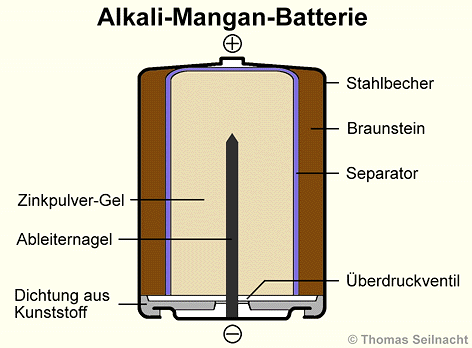 Alkali-Mangan-Batterie
+
Stahlbecher
Braunstein
Separator
Zinkpulver-Gel
Ableiternagel
Überdruckventil
Dichtung aus
Kunststoff
−
© Thomas Seilnacht